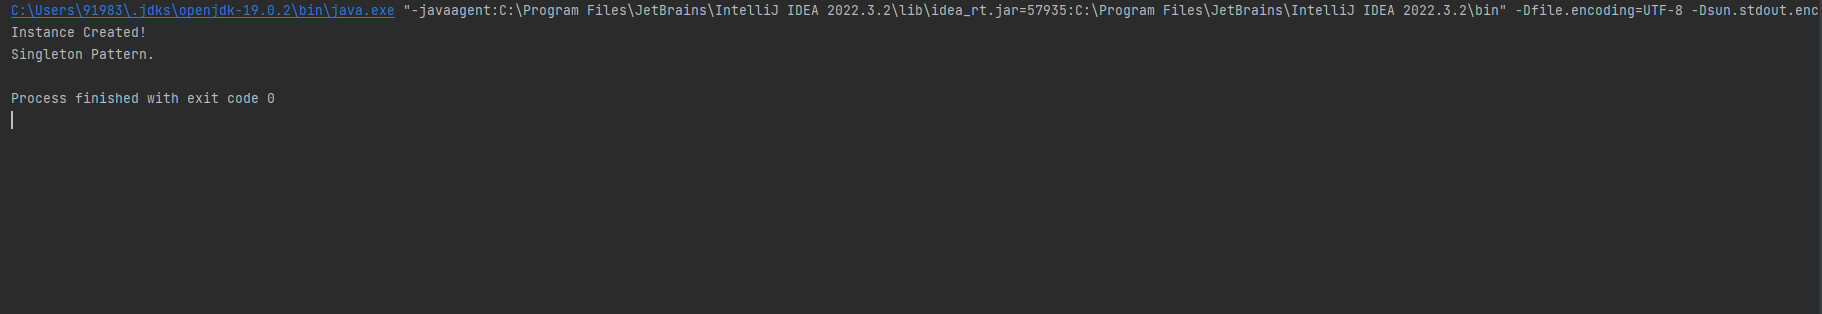 C:\Users\91983\.jdks\openjdk-19.0.2\bin\java.exe "-javaagent:C:\Program Files\JetBrains\IntelliJ IDEA 2022.3.2\lib\idea_rt.jar=57935:C:\Program Files\JetBrains\IntelliJ IDEA 2022.3.2\bin" -Dfile.encoding=UTF-8 -Dsun.stdout.enc
Instance Created!
Singleton Pattern.
Process finished with exit code 0